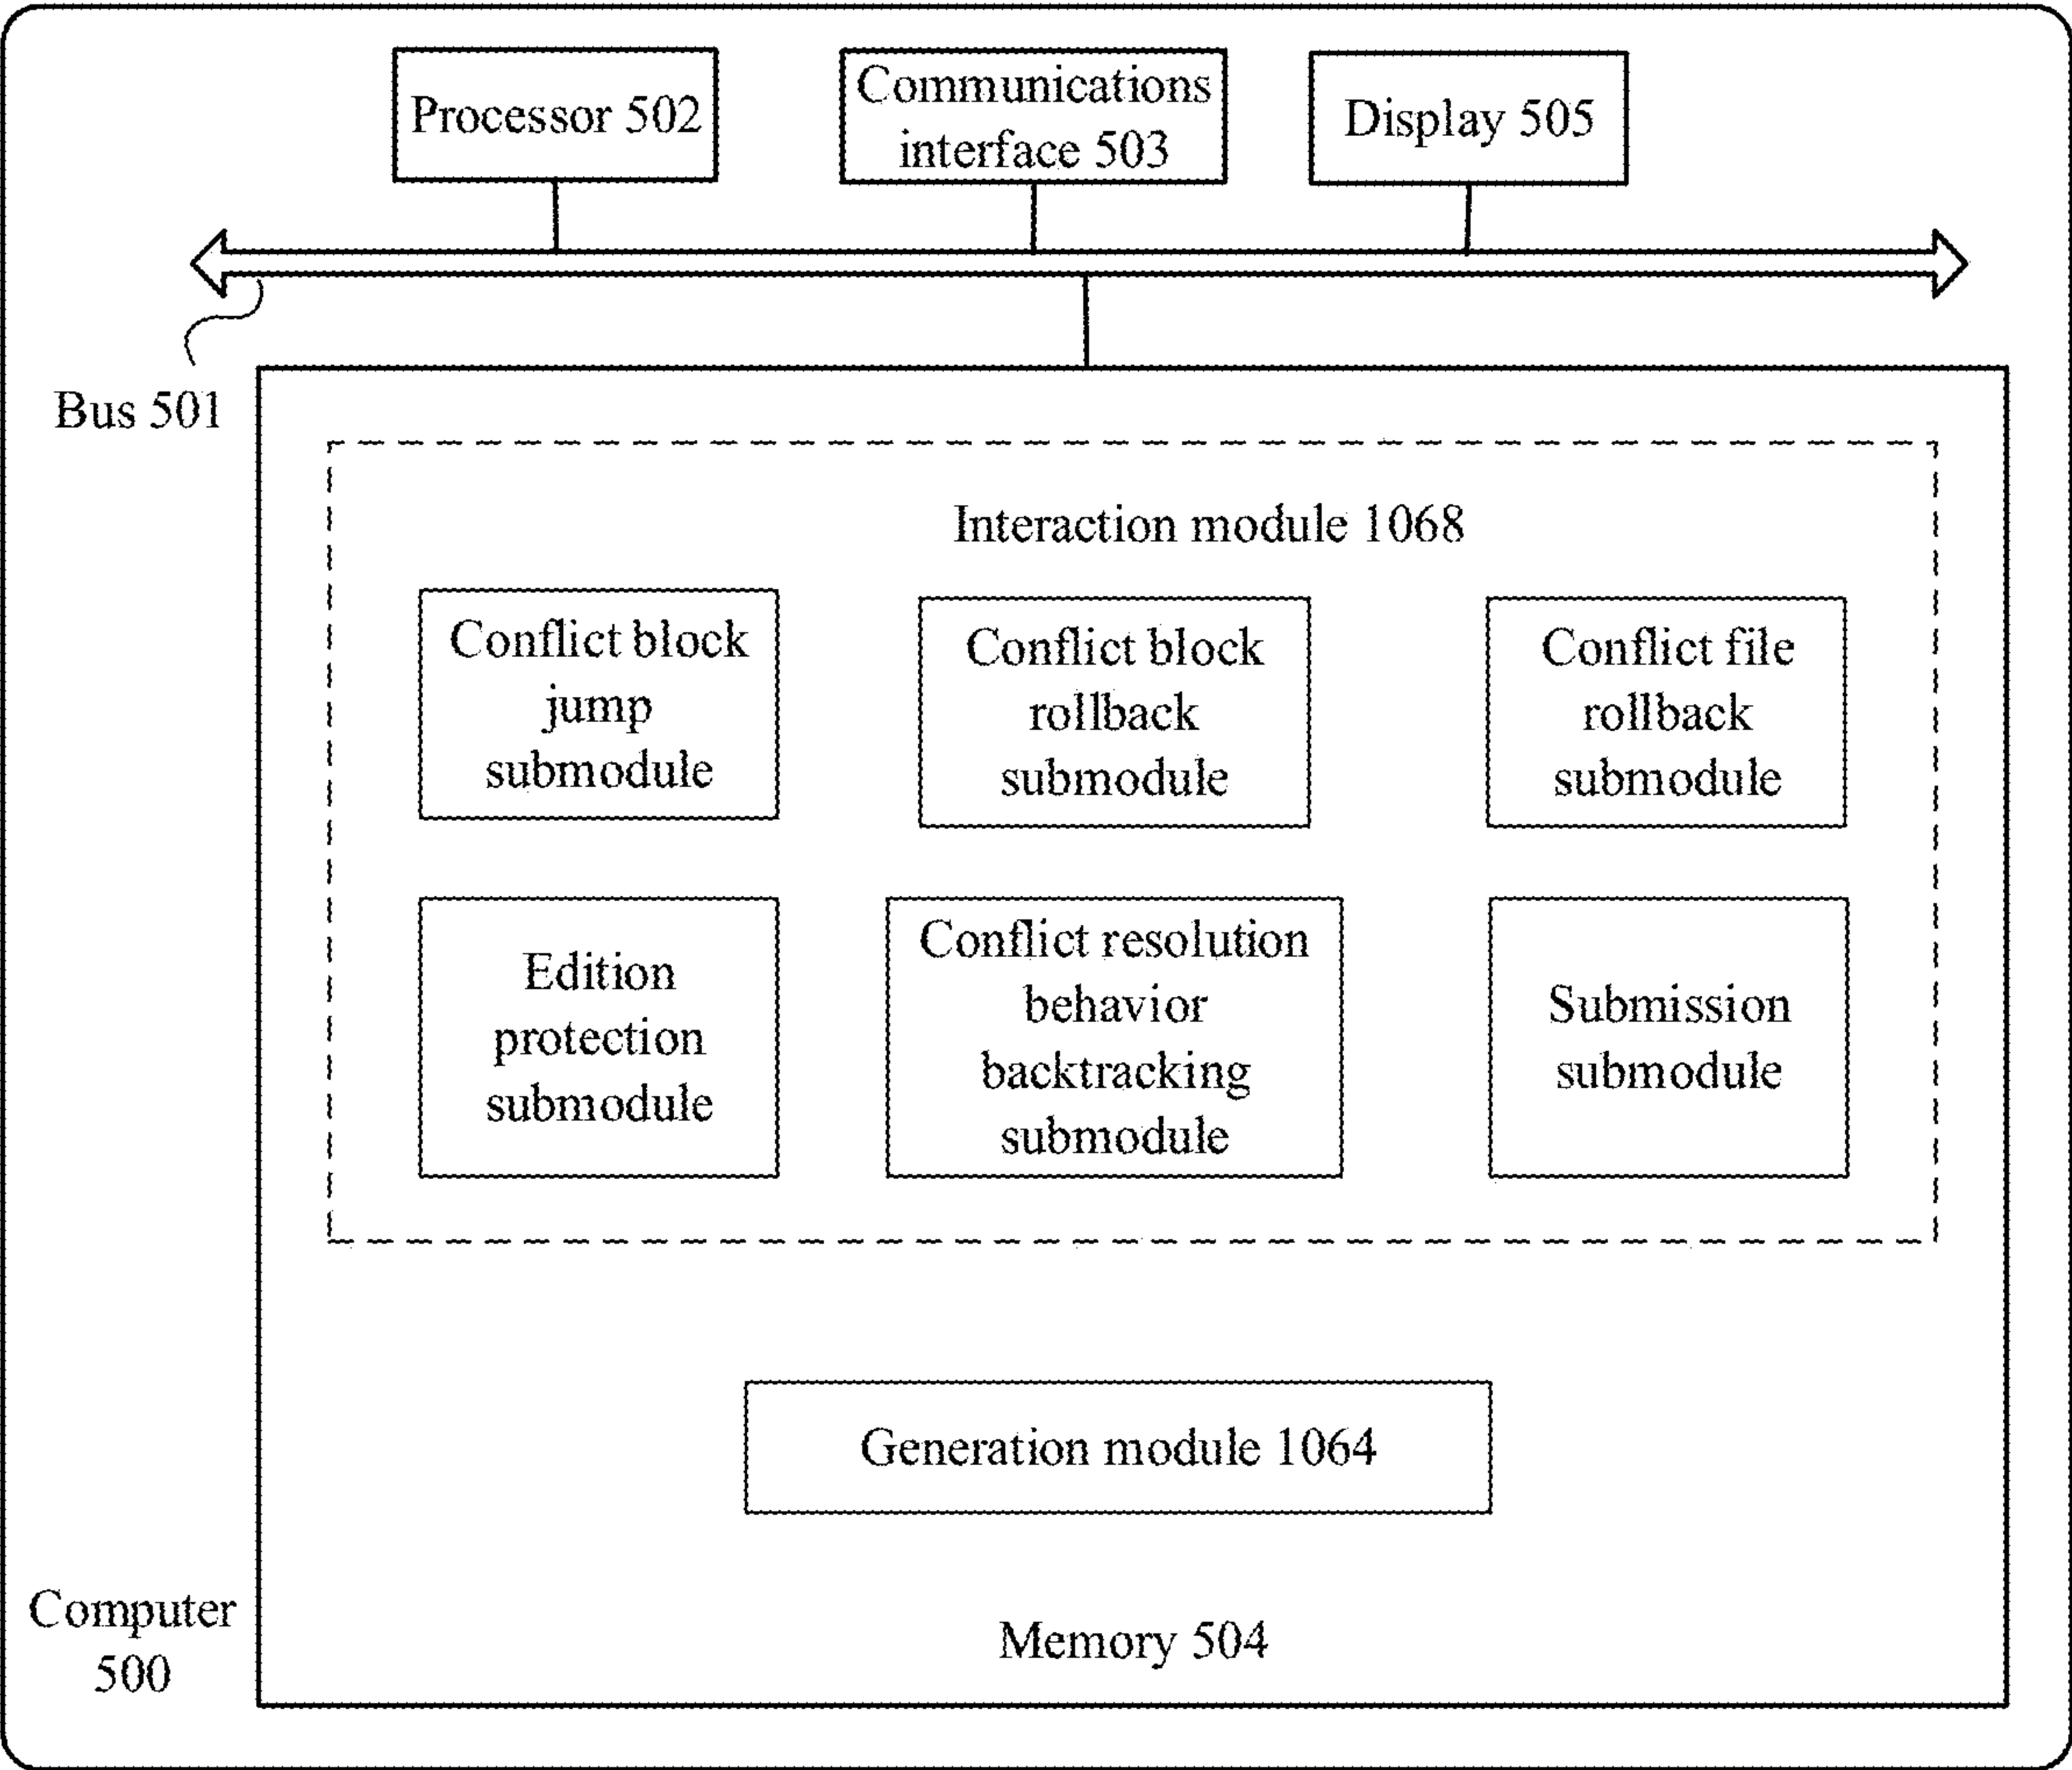 Processor 502
Communications
interface 503
Display 505
Bus 501
Interaction module 1068
Conflict block
jump
submodule
Conflict block
rollback
submodule
Conflict file
rollback
submodule
Edition
protection
submodule
Conflict resolution
behavior
backtracking
submodule
Submission
submodule
Generation module 1064
Computer
500
Memory 504